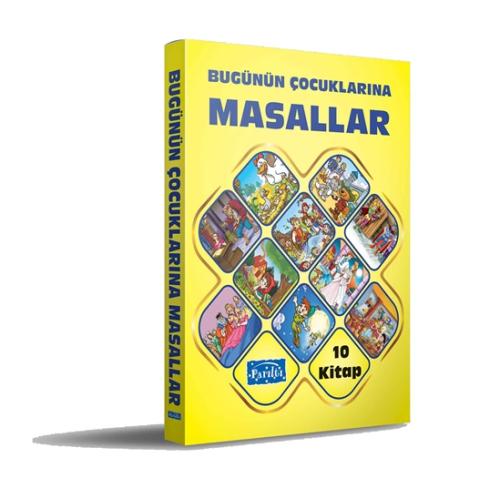 BUGÜNÜN ÇOCUKLARINA
MASALLAR
10
Kitap
Parıltı
BUGÜNÜN ÇOCUKLARINA MASALLAR